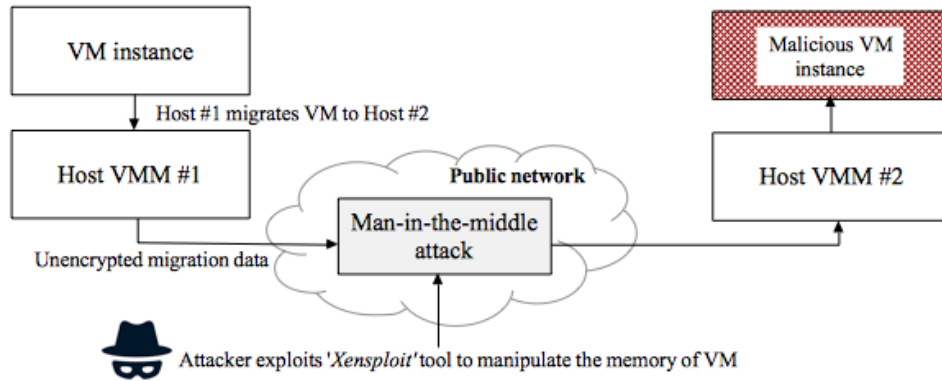 VM instance
Malicious VM
instance
Host #1 migrates VM to Host #2
Host VMM #1
Public network
Host VMM #2
Man-in-the-middle
attack
Unencrypted migration data
Attacker exploits 'Xensploit' tool to manipulate the memory of VM